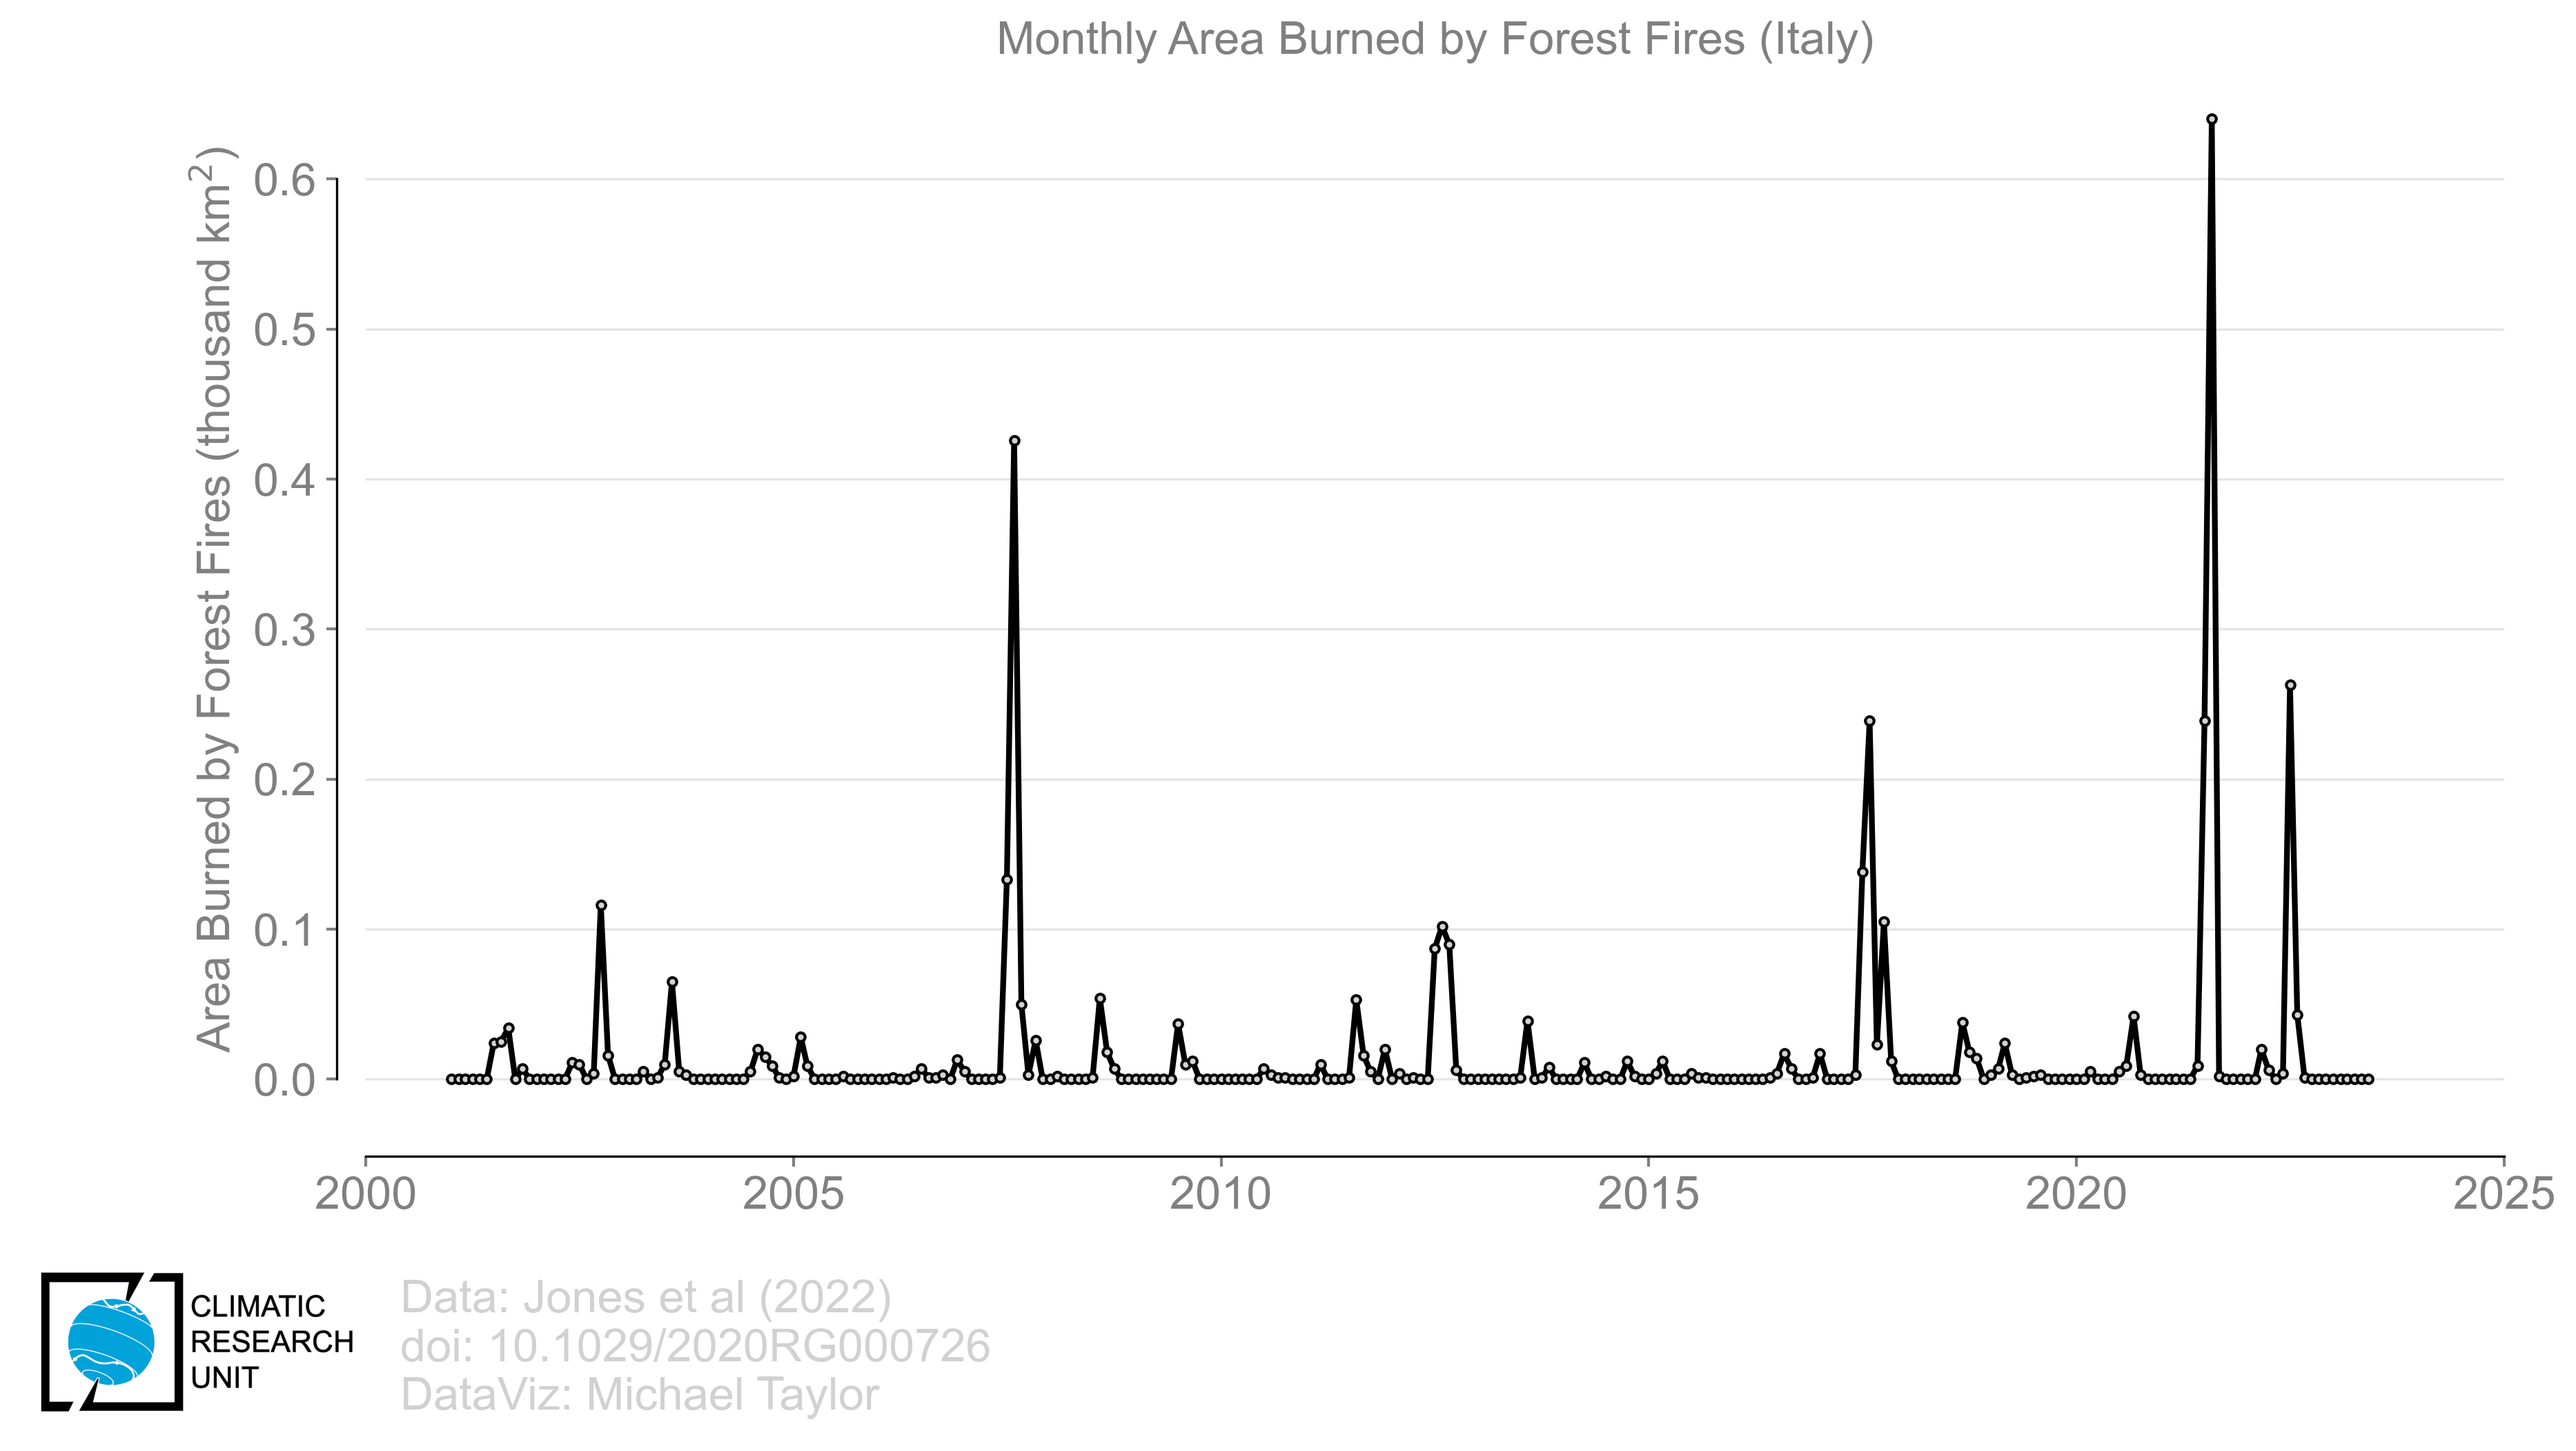 Monthly Area Burned by Forest Fires (Italy)
Area Burned by Forest Fires (thousand km²)
0.6
0.5
0.4
0.3
0.2
0.1
0.0
2000
2005
2010
2015
2020
2025
CLIMATIC
RESEARCH
UNIT
Data: Jones et al (2022)
doi: 10.1029/2020RG000726
DataViz: Michael Taylor